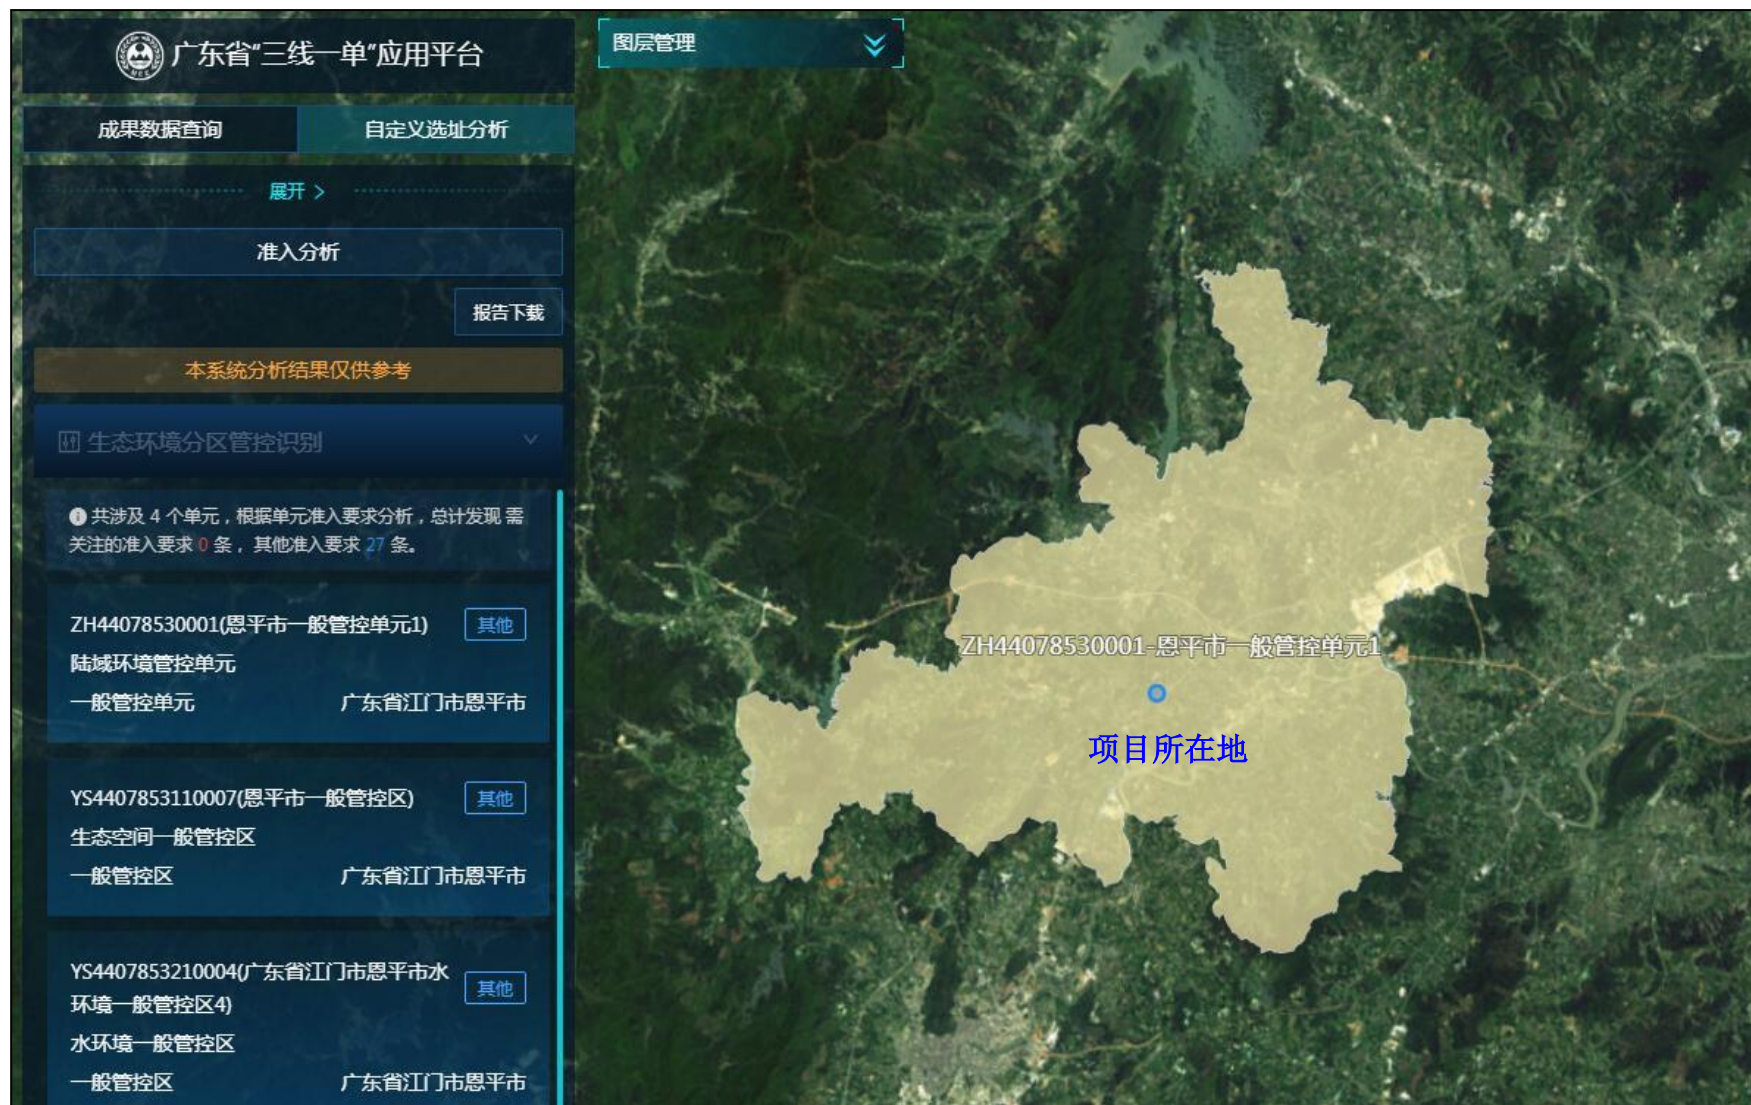 广东省“三线一单”应用平台
成果数据查询
自定义选址分析
展开 >
准入分析
报告下载
本系统分析结果仅供参考
生态环境分区管控识别
共涉及 4 个单元，根据单元准入要求分析，总计发现 需
关注的准入要求 0 条， 其他准入要求 27 条。
ZH44078530001(恩平市一般管控单元1)
其他
陆域环境管控单元
一般管控单元
广东省江门市恩平市
YS4407853110007(恩平市一般管控区)
其他
生态空间一般管控区
一般管控区
广东省江门市恩平市
YS4407853210004(广东省江门市恩平市水
环境一般管控区4)
其他
水环境一般管控区
一般管控区
广东省江门市恩平市
图层管理
ZH44078530001-恩平市一般管控单元1
项目所在地